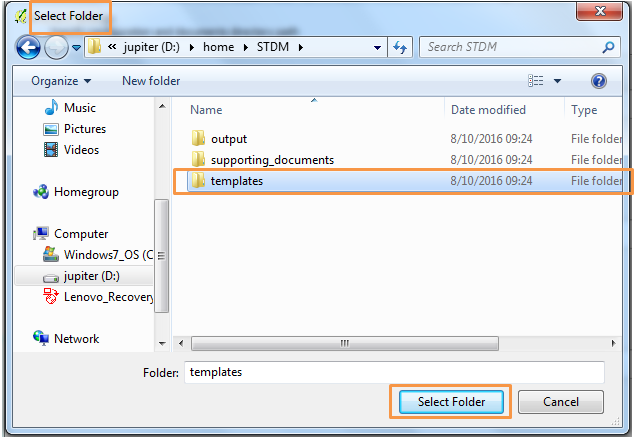 Select Folder
« jupiter (D:) ▸ home ▸ STDM ▸ Search STDM
Organize New folder
Name Date modified Type
Music
Pictures
Videos
Homegroup
Computer
Windows7_OS (C
jupiter (D:)
Lenovo_Recovery
Network
output 8/10/2016 09:24 File folder
supporting_documents 8/10/2016 09:24 File folder
templates 8/10/2016 09:24 File folder
Folder: templates
Select Folder Cancel